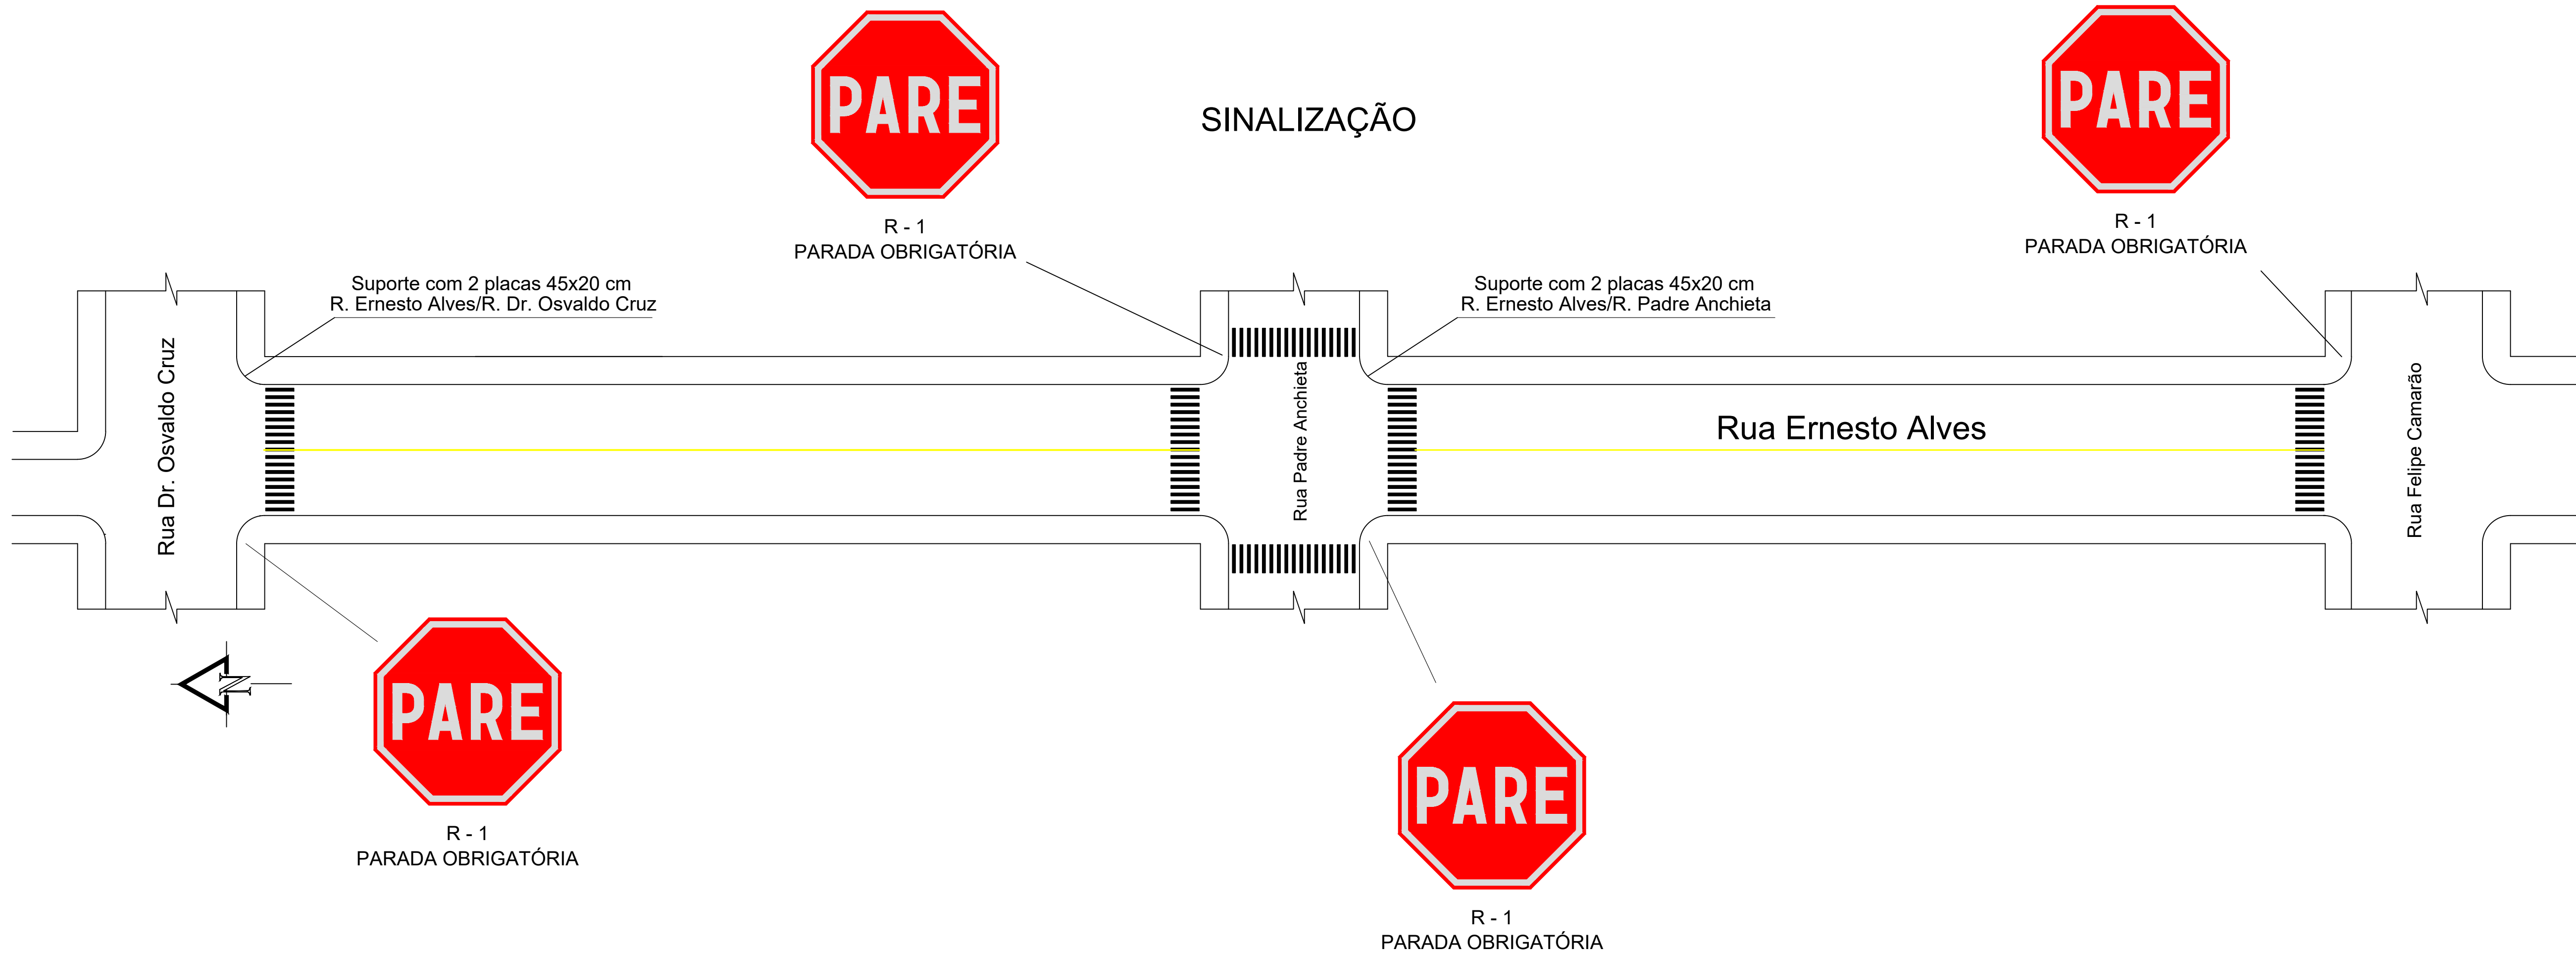 PARE
R - 1
PARADA OBRIGATÓRIA
SINALIZAÇÃO
PARE
R - 1
PARADA OBRIGATÓRIA
Suporte com 2 placas 45x20 cm
R. Ernesto Alves/R. Dr. Osvaldo Cruz
Suporte com 2 placas 45x20 cm
R. Ernesto Alves/R. Padre Anchieta
Rua Dr. Osvaldo Cruz
Rua Padre Anchieta
Rua Ernesto Alves
Rua Felipe Camarão
N
PARE
R - 1
PARADA OBRIGATÓRIA
PARE
R - 1
PARADA OBRIGATÓRIA